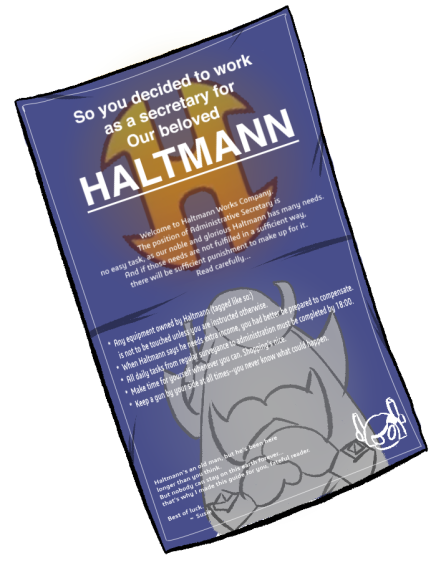 So you decided to work
as a secretary for
Our beloved
HALTMANN
Welcome to Haltmann Works Company.
The position of Administrative Secretary is
no easy task, as our noble and glorious Haltmann has many needs.
And if those needs are not fulfilled in a sufficient way,
there will be sufficient punishment to make up for it.
Read carefully...
* Any equipment owned by Haltmann (tagged like so:)
is not to be touched unless you are instructed otherwise.
* When Haltmann says he needs extra income, you had better be prepared to compensate.
* All daily tasks from regular surveyance to administration must be completed by 18:00.
* Make time for yourself whenever you can. Shopping's nice.
* Keep a gun by your side at all times--you never know what could happen.
Haltmann's an old man, but he's been here
longer than you think.
But nobody can stay on this earth forever...
that's why I made this guide for you, fateful reader.
Best of luck.
~ Susie